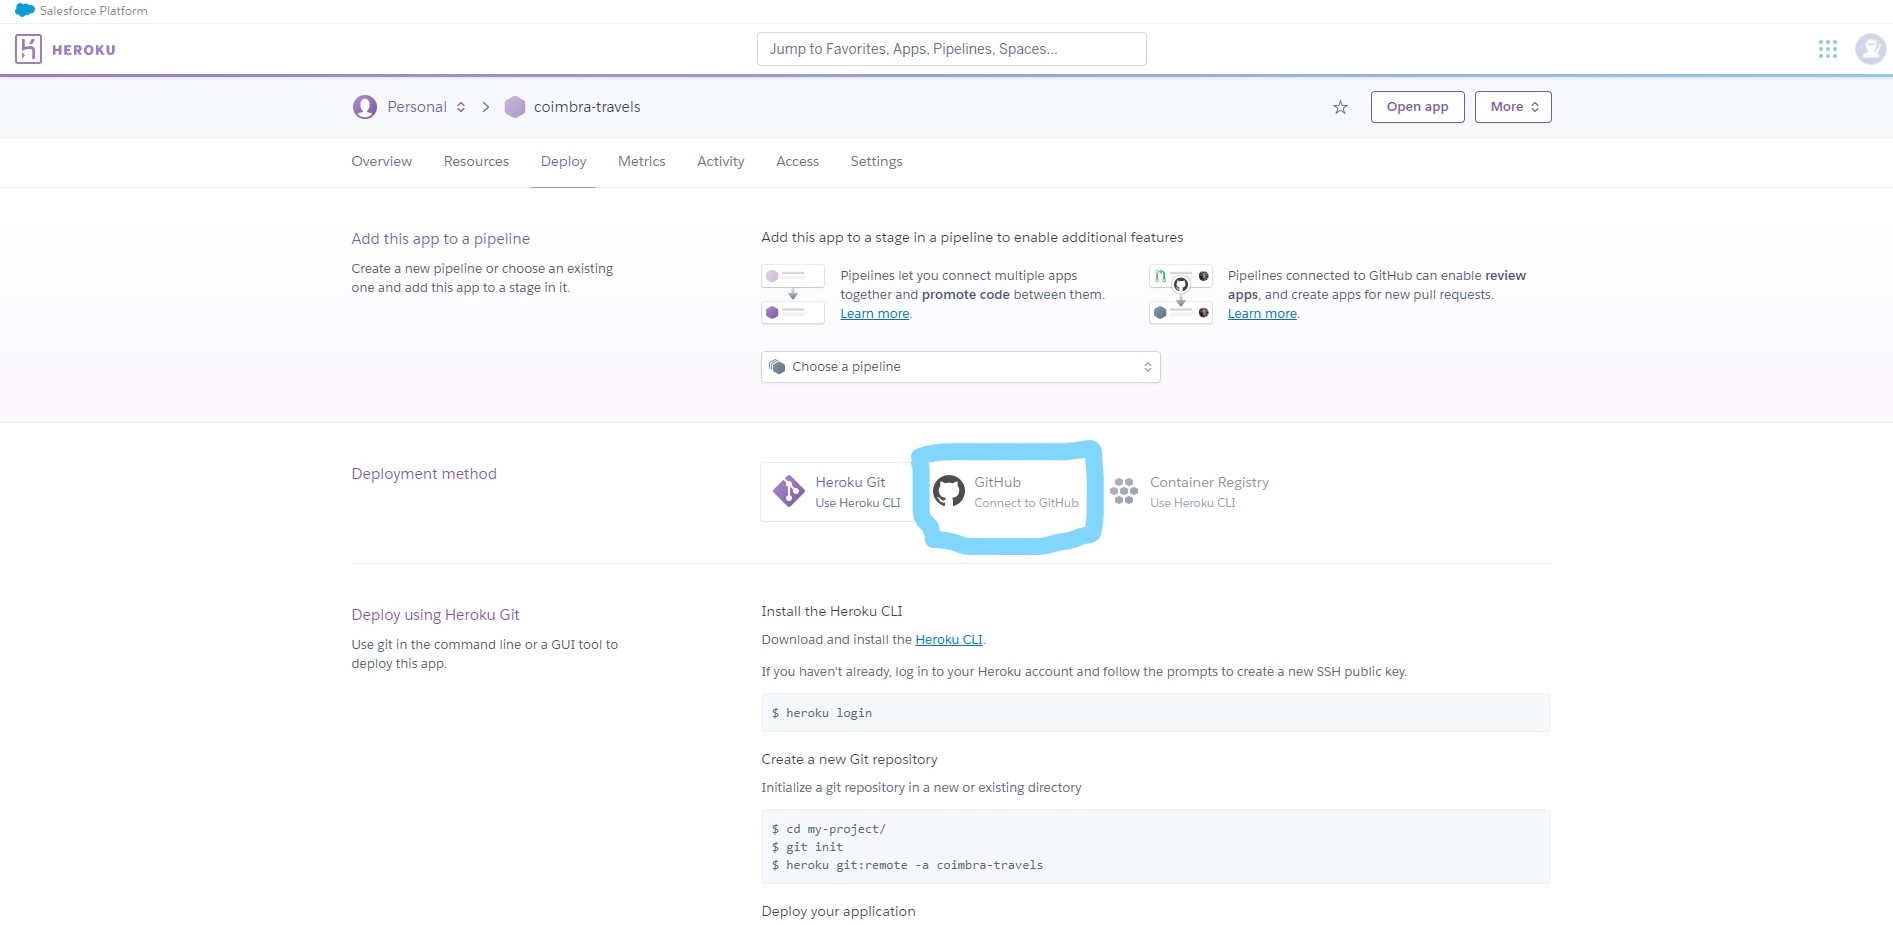 Salesforce Platform
HEROKU
Jump to Favorites, Apps, Pipelines, Spaces...
Personal
coimbra-travels
Open app
More
Overview
Resources
Deploy
Metrics
Activity
Access
Settings
Add this app to a pipeline
Create a new pipeline or choose an existing
one and add this app to a stage in it.
Add this app to a stage in a pipeline to enable additional features
Pipelines let you connect multiple apps
together and promote code between them.
Learn more.
Pipelines connected to GitHub can enable review
apps, and create apps for new pull requests.
Learn more.
Choose a pipeline
Deployment method
Heroku Git
Use Heroku CLI
GitHub
Connect to GitHub
Container Registry
Use Heroku CLI
Deploy using Heroku Git
Use git in the command line or a GUI tool to
deploy this app.
Install the Heroku CLI
Download and install the Heroku CLI.
If you haven't already, log in to your Heroku account and follow the prompts to create a new SSH public key.
$ heroku login
Create a new Git repository
Initialize a git repository in a new or existing directory
$ cd my-project/
$ git init
$ heroku git:remote -a coimbra-travels
Deploy your application